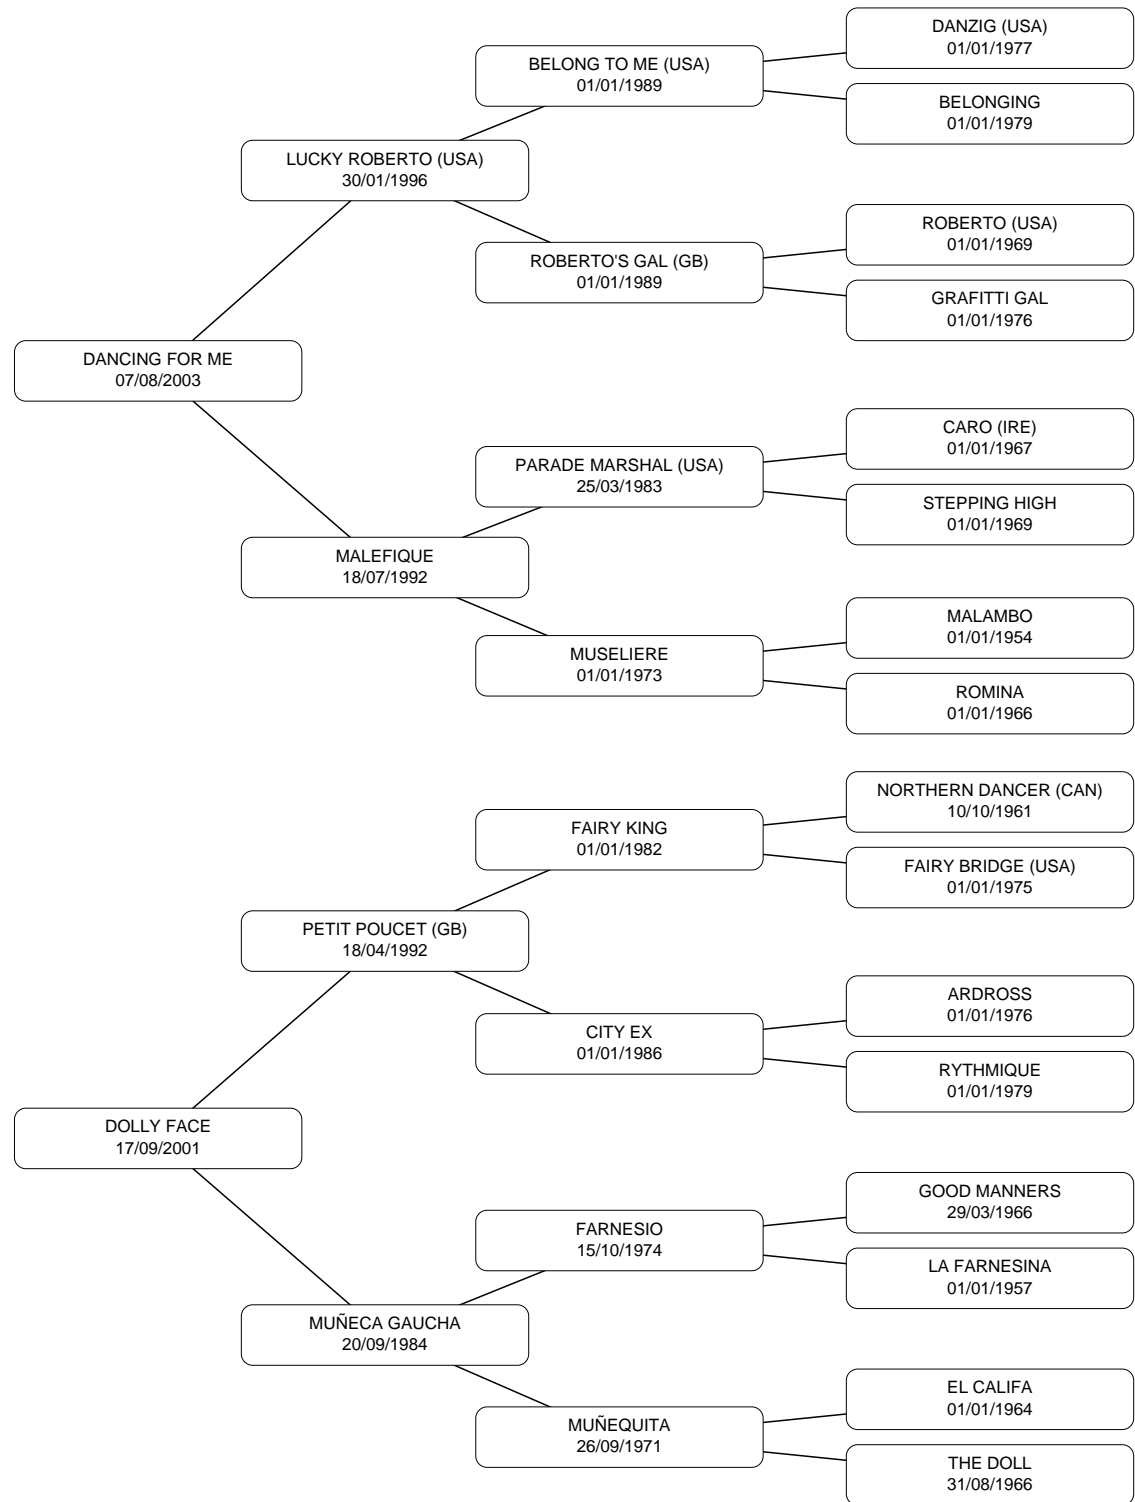 DANZIG (USA)
01/01/1977
BELONG TO ME (USA)
01/01/1989
BELONGING
01/01/1979
LUCKY ROBERTO (USA)
30/01/1996
ROBERTO (USA)
01/01/1969
ROBERTO'S GAL (GB)
01/01/1989
GRAFITTI GAL
01/01/1976
DANCING FOR ME
07/08/2003
CARO (IRE)
01/01/1967
PARADE MARSHAL (USA)
25/03/1983
STEPPING HIGH
01/01/1969
MALEFIQUE
18/07/1992
MALAMBO
01/01/1954
MUSELIERE
01/01/1973
ROMINA
01/01/1966
NORTHERN DANCER (CAN)
10/10/1961
FAIRY KING
01/01/1982
FAIRY BRIDGE (USA)
01/01/1975
PETIT POUCET (GB)
18/04/1992
ARDROSS
01/01/1976
CITY EX
01/01/1986
RYTHMIQUE
01/01/1979
DOLLY FACE
17/09/2001
GOOD MANNERS
29/03/1966
FARNESIO
15/10/1974
LA FARNESINA
01/01/1957
MUÑECA GAUCHA
20/09/1984
EL CALIFA
01/01/1964
MUÑEQUITA
26/09/1971
THE DOLL
31/08/1966